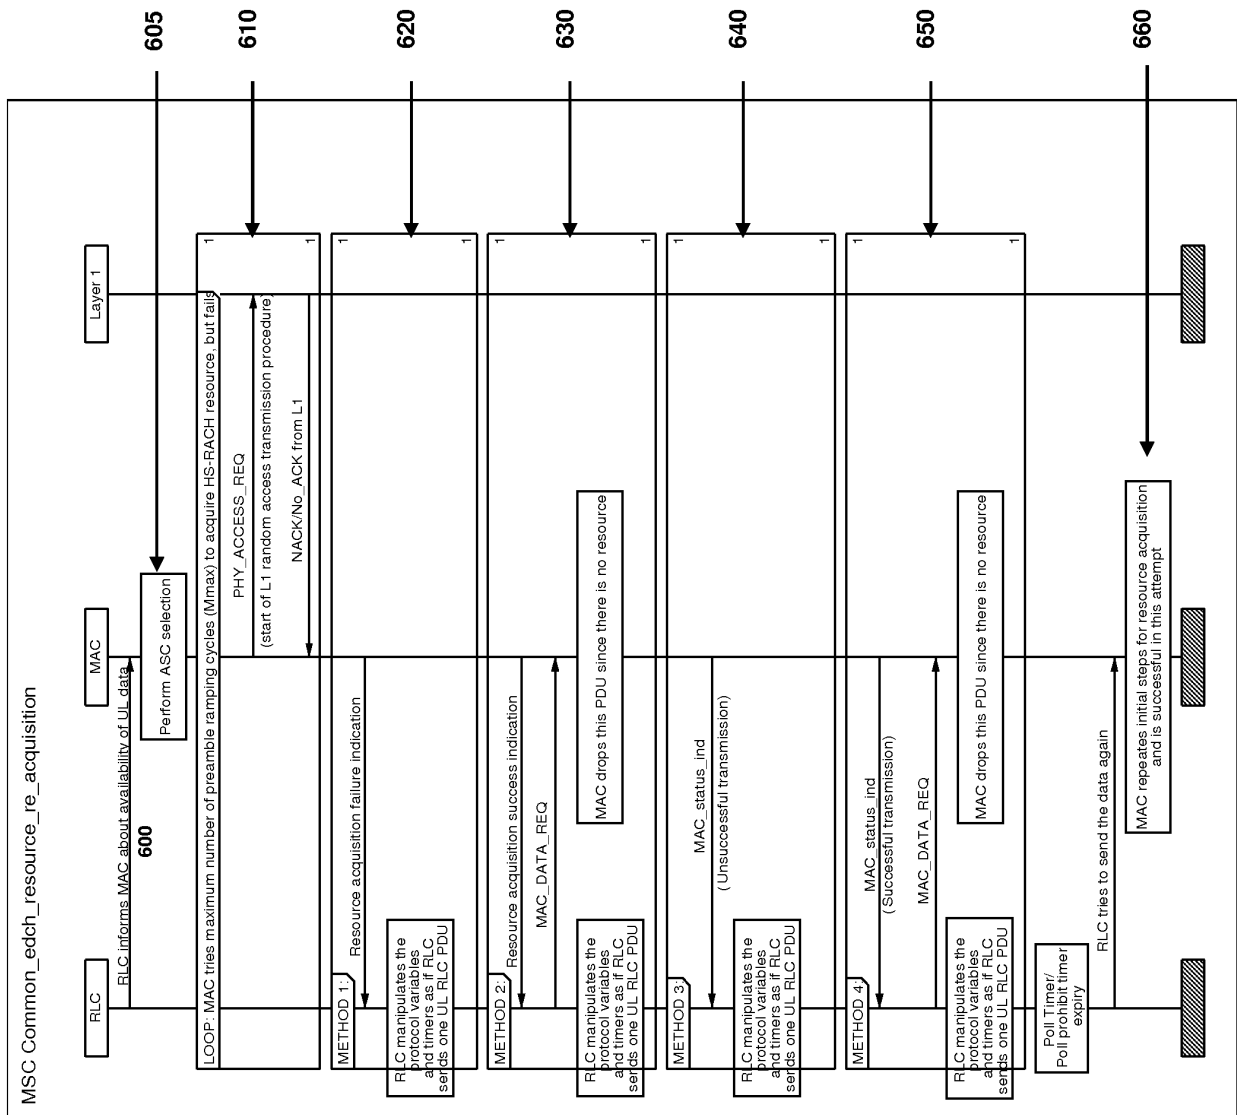 MSC Common_edch_resource_re_acquisition
RLC
MAC
Layer 1
RLC informs MAC about availability of UL data
600
605
Perform ASC selection
LOOP: MAC tries maximum number of preamble ramping cycles (Mmax) to acquire HS-RACH resource, but fails
1
610
PHY_ACCESS_REQ
(start of L1 random access transmission procedure)
NACK/No_ACK from L1
1
METHOD 1:
1
Resource acquisition failure indication
620
RLC manipulates the
protocol variables
and timers as if RLC
sends one UL RLC PDU
1
METHOD 2:
1
Resource acquisition success indication
MAC_DATA_REQ
630
RLC manipulates the
protocol variables
and timers as if RLC
sends one UL RLC PDU
MAC drops this PDU since there is no resource
1
METHOD 3:
1
MAC_status_ind
(Unsuccessful transmission)
640
RLC manipulates the
protocol variables
and timers as if RLC
sends one UL RLC PDU
1
METHOD 4:
1
MAC_status_ind
(Successful transmission)
MAC_DATA_REQ
650
RLC manipulates the
protocol variables
and timers as if RLC
sends one UL RLC PDU
MAC drops this PDU since there is no resource
1
Poll Timer/
Poll prohibit timer
expiry
RLC tries to send the data again
660
MAC repeates initial steps for resource acquisition
and is successful in this attempt